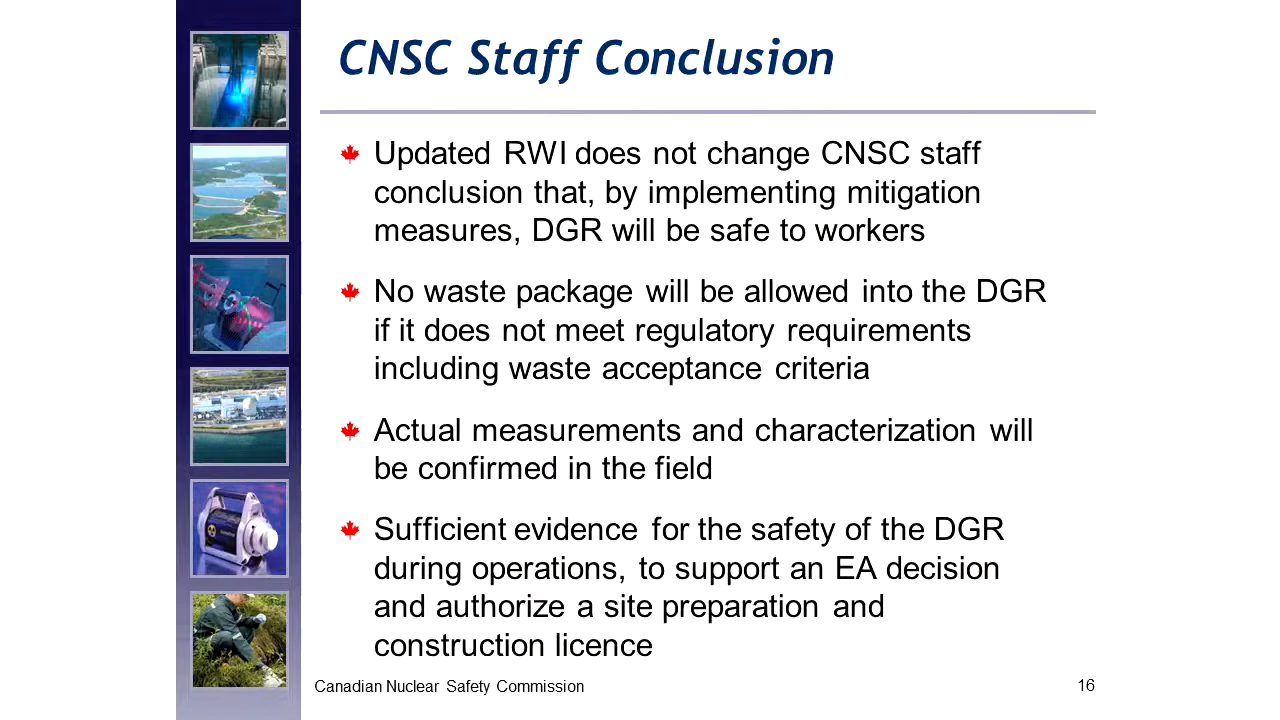 CNSC Staff Conclusion
Updated RWI does not change CNSC staff
conclusion that, by implementing mitigation
measures, DGR will be safe to workers
No waste package will be allowed into the DGR
if it does not meet regulatory requirements
including waste acceptance criteria
Actual measurements and characterization will
be confirmed in the field
Sufficient evidence for the safety of the DGR
during operations, to support an EA decision
and authorize a site preparation and
construction licence
Canadian Nuclear Safety Commission
16